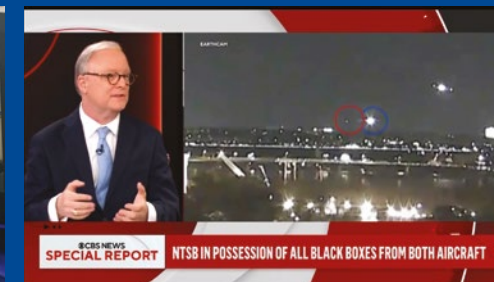 EARTHCAM
CBS NEWS
SPECIAL REPORT
NTSB IN POSSESSION OF ALL BLACK BOXES FROM BOTH AIRCRAFT